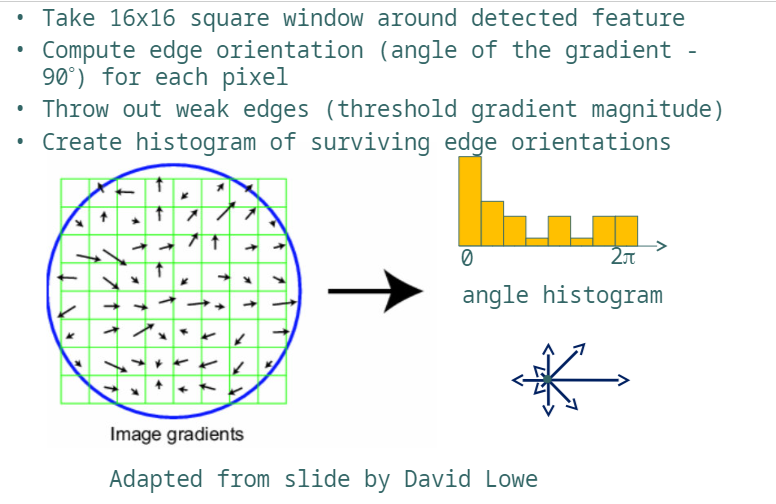 • Take 16x16 square window around detected feature
• Compute edge orientation (angle of the gradient -
90°) for each pixel
• Throw out weak edges (threshold gradient magnitude)
• Create histogram of surviving edge orientations
0 2π
angle histogram
Image gradients
Adapted from slide by David Lowe